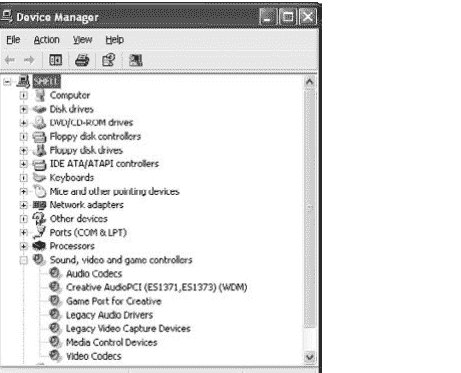 Device Manager
File Action View Help
SHELL
Computer
Disk drives
DVD/CD-ROM drives
Floppy disk controllers
Floppy disk drives
IDE ATA/ATAPI controllers
Keyboards
Mice and other pointing devices
Network adapters
Other devices
Ports (COM & LPT)
Processors
Sound, video and game controllers
Audio Codecs
Creative AudioPCI (ES1371,ES1373) (WDM)
Game Port for Creative
Legacy Audio Drivers
Legacy Video Capture Devices
Media Control Devices
Video Codecs